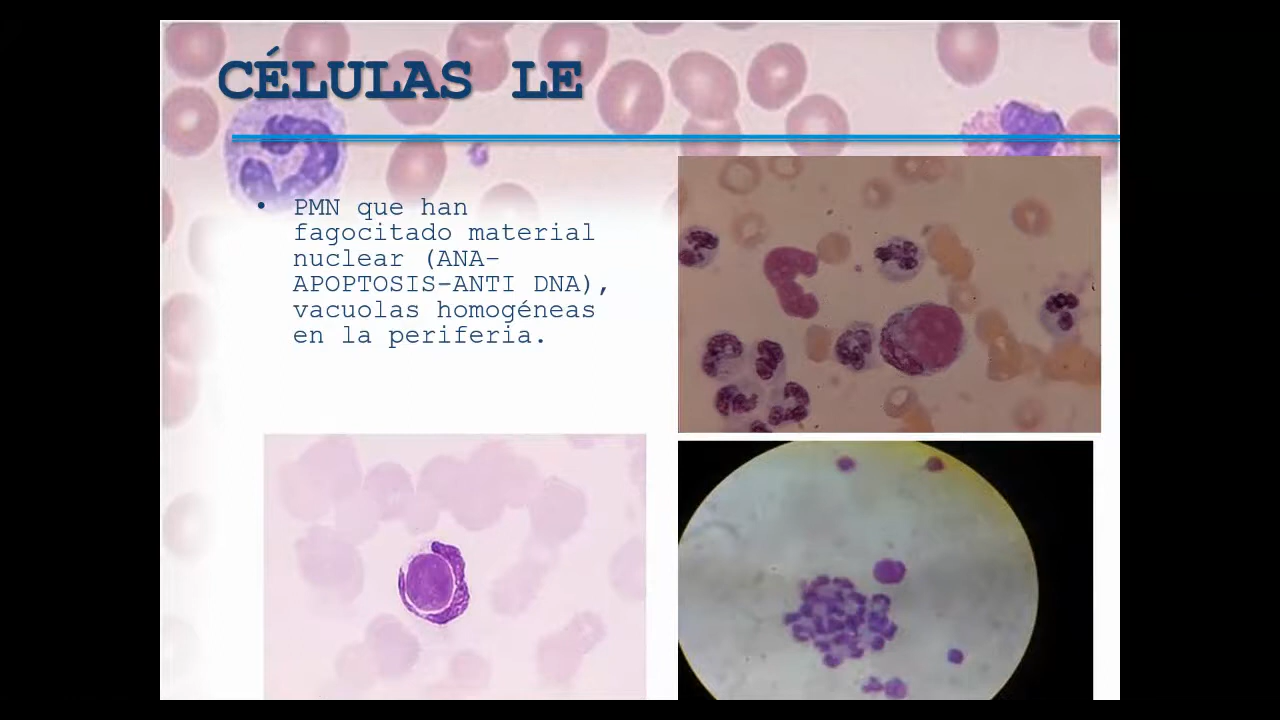 CÉLULAS LE
• PMN que han
fagocitado material
nuclear (ANA-
APOPTOSIS-ANTI DNA),
vacuolas homogéneas
en la periferia.